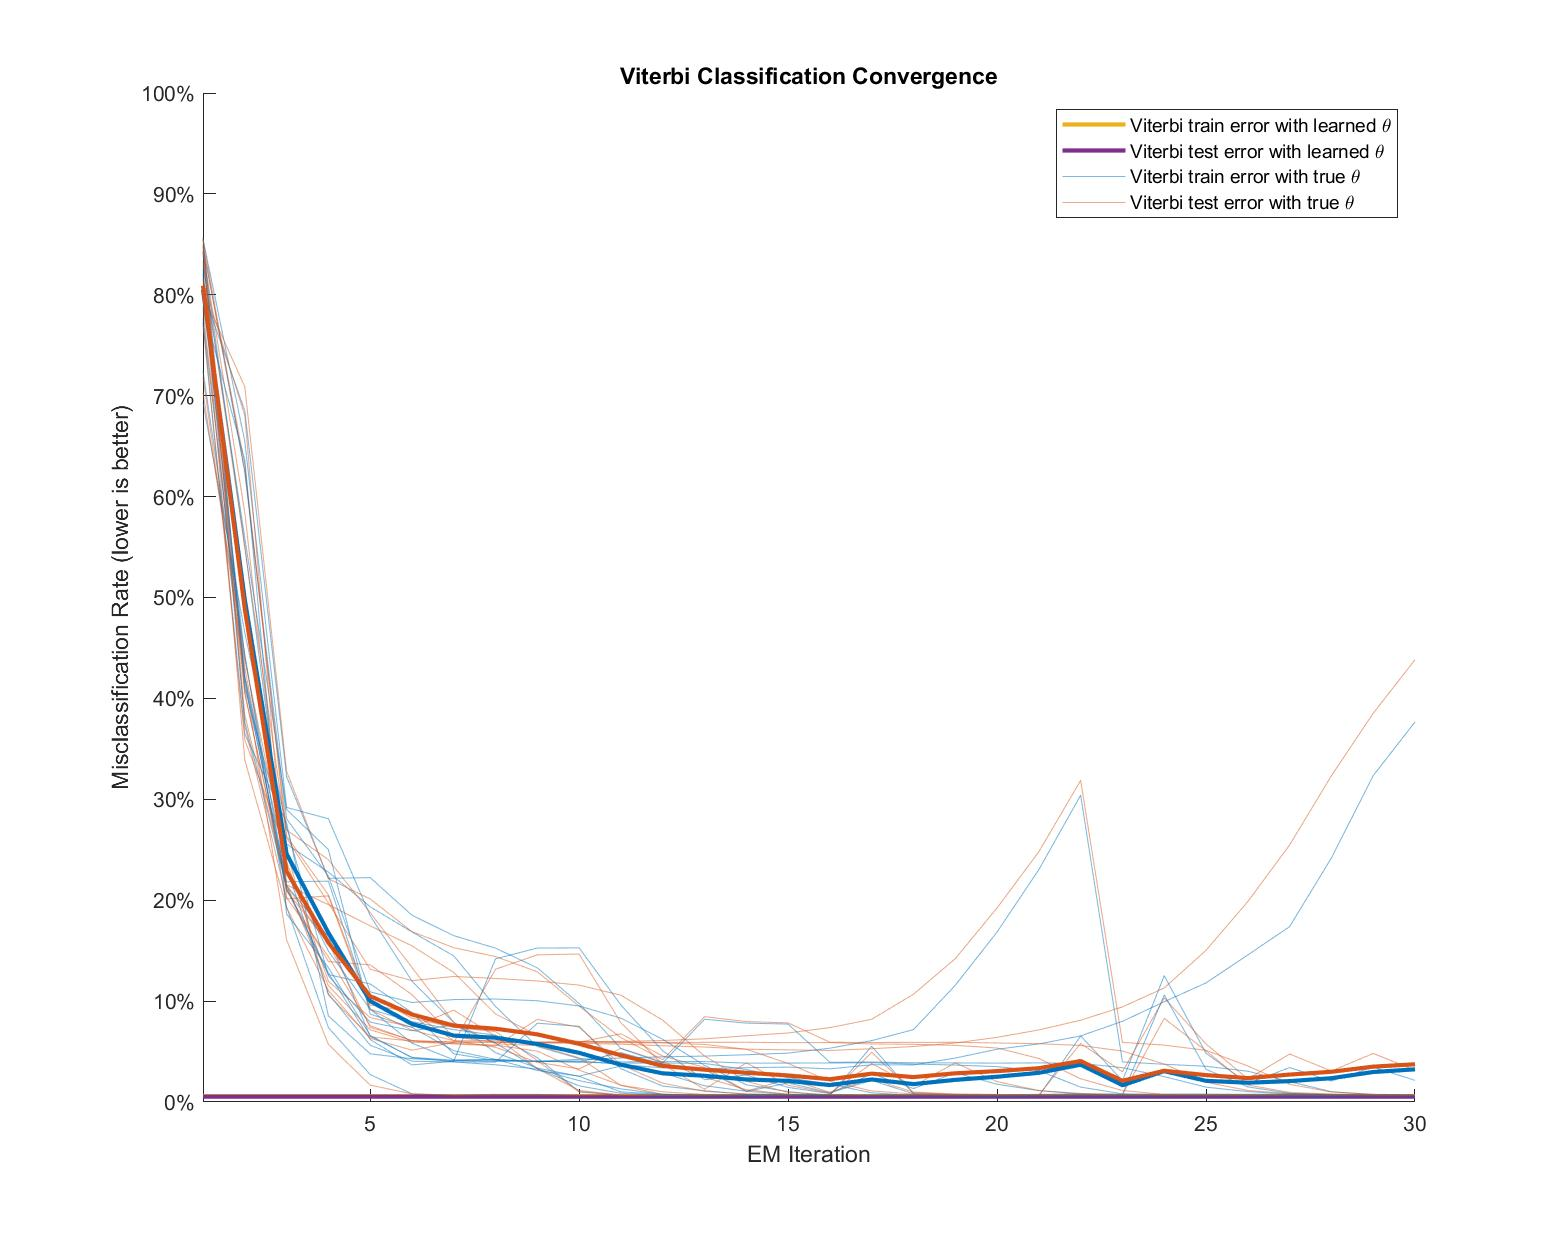 Viterbi Classification Convergence
100%
90%
80%
70%
60%
50%
40%
30%
20%
10%
0%
Misclassification Rate (lower is better)
Viterbi train error with learned θ
Viterbi test error with learned θ
Viterbi train error with true θ
Viterbi test error with true θ
5 10 15 20 25 30
EM Iteration